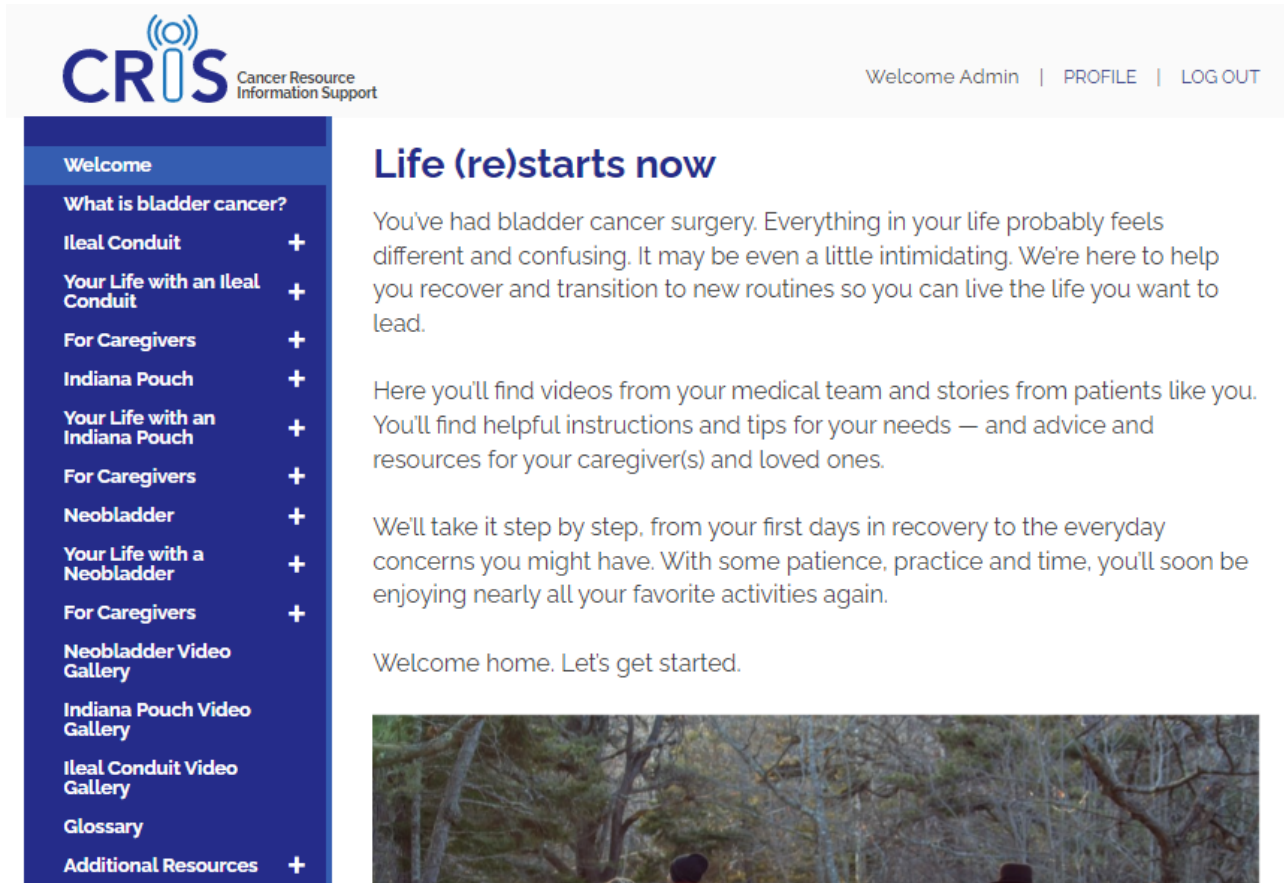 CRIS Cancer Resource
Information Support
Welcome Admin | PROFILE | LOG OUT
Welcome
What is bladder cancer?
Ileal Conduit +
Your Life with an Ileal
Conduit +
For Caregivers +
Indiana Pouch +
Your Life with an
Indiana Pouch +
For Caregivers +
Neobladder +
Your Life with a
Neobladder +
For Caregivers +
Neobladder Video
Gallery
Indiana Pouch Video
Gallery
Ileal Conduit Video
Gallery
Glossary
Additional Resources +
Life (re)starts now
You've had bladder cancer surgery. Everything in your life probably feels
different and confusing. It may be even a little intimidating. We're here to help
you recover and transition to new routines so you can live the life you want to
lead.
Here you'll find videos from your medical team and stories from patients like you.
You'll find helpful instructions and tips for your needs — and advice and
resources for your caregiver(s) and loved ones.
We'll take it step by step, from your first days in recovery to the everyday
concerns you might have. With some patience, practice and time, you'll soon be
enjoying nearly all your favorite activities again.
Welcome home. Let's get started.